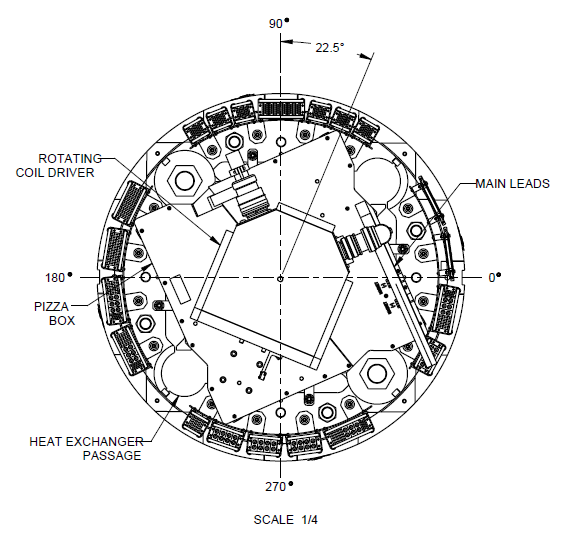 90°
22.5°
ROTATING
COIL DRIVER
MAIN LEADS
180°
0°
PIZZA
BOX
HEAT EXCHANGER
PASSAGE
270°
SCALE 1/4